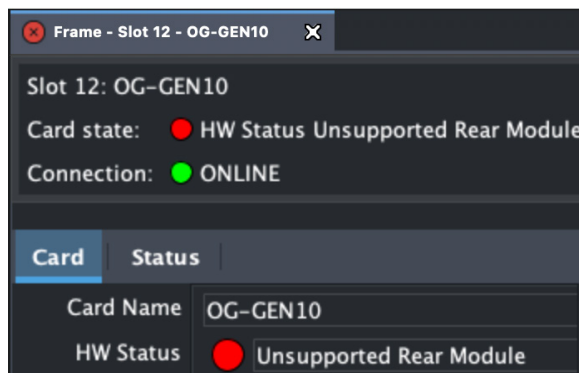 Frame - Slot 12 - OG-GEN10
Slot 12: OG-GEN10
Card state: HW Status Unsupported Rear Module
Connection: ONLINE
Card Status
Card Name OG-GEN10
HW Status Unsupported Rear Module